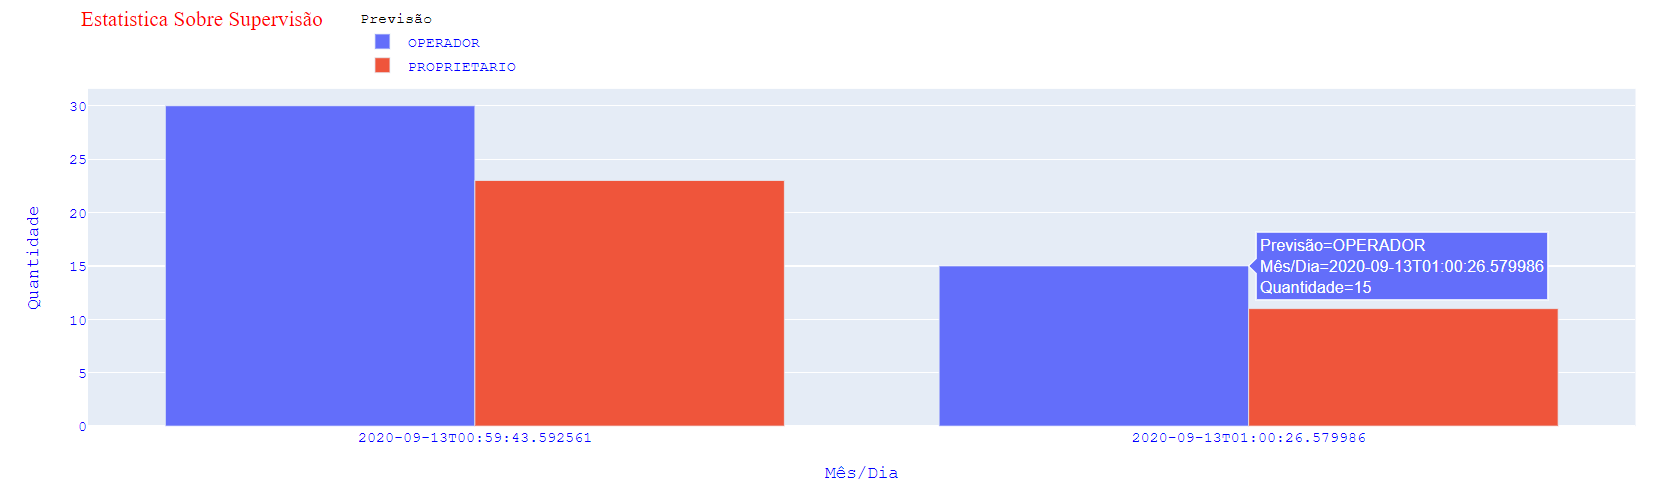 Estatistica Sobre Supervisão
Previsão
OPERADOR
PROPRIETARIO
Quantidade
30
25
20
15
10
5
0
Previsão=OPERADOR
Mês/Dia=2020-09-13T01:00:26.579986
Quantidade=15
2020-09-13T00:59:43.592561
2020-09-13T01:00:26.579986
Mês/Dia